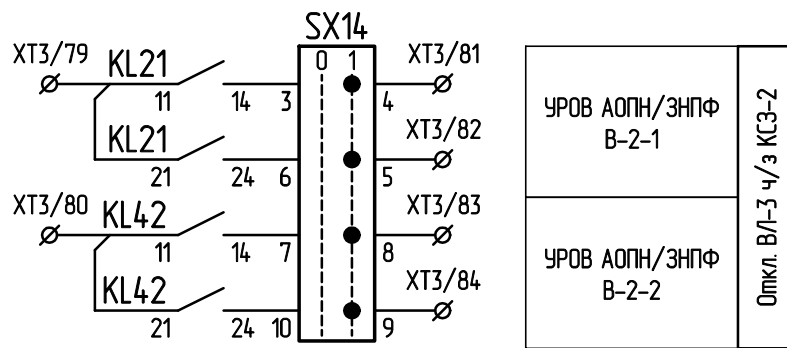 SX14
0 1
XT3/79 KL21 XT3/81
11 14 3 4
KL21 XT3/82
21 24 6 5
XT3/80 KL42 XT3/83
11 14 7 8
KL42 XT3/84
21 24 10 9
УРОВ АОПН/ЗНПФ
В-2-1
УРОВ АОПН/ЗНПФ
В-2-2
Откл. ВЛ-3 ч/з КСЗ-2